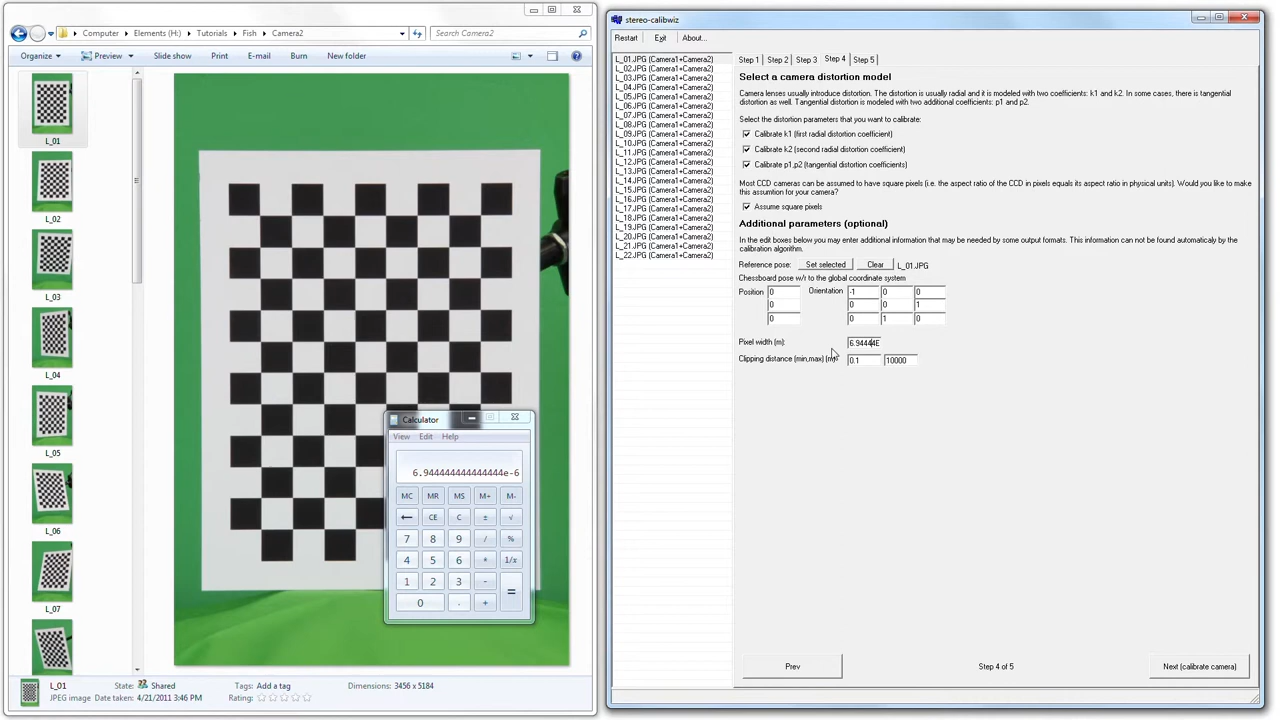 Computer ▸ Elements (H:) ▸ Tutorials ▸ Fish ▸ Camera2
Search Camera2
Organize
Preview
Slide show
Print
E-mail
Burn
New folder
L_01
L_02
L_03
L_04
L_05
L_06
L_07
Calculator
View Edit Help
6.944444444444444e-6
MC MR MS M+ M-
← CE C ± √
7 8 9 / %
4 5 6 * 1/x
1 2 3 - =
0 . +
L_01
State: Shared
Tags: Add a tag
Dimensions: 3456 x 5184
JPEG image
Date taken: 4/21/2011 3:46 PM
Rating:
stereo-calibwiz
Restart Exit About...
L_01.JPG (Camera1+Camera2)
L_02.JPG (Camera1+Camera2)
L_03.JPG (Camera1+Camera2)
L_04.JPG (Camera1+Camera2)
L_05.JPG (Camera1+Camera2)
L_06.JPG (Camera1+Camera2)
L_07.JPG (Camera1+Camera2)
L_08.JPG (Camera1+Camera2)
L_09.JPG (Camera1+Camera2)
L_10.JPG (Camera1+Camera2)
L_11.JPG (Camera1+Camera2)
L_12.JPG (Camera1+Camera2)
L_13.JPG (Camera1+Camera2)
L_14.JPG (Camera1+Camera2)
L_15.JPG (Camera1+Camera2)
L_16.JPG (Camera1+Camera2)
L_17.JPG (Camera1+Camera2)
L_18.JPG (Camera1+Camera2)
L_19.JPG (Camera1+Camera2)
L_20.JPG (Camera1+Camera2)
L_21.JPG (Camera1+Camera2)
L_22.JPG (Camera1+Camera2)
Step 1 Step 2 Step 3 Step 4 Step 5
Select a camera distortion model
Camera lenses usually introduce distortion. The distortion is usually radial and it is modeled with two coefficients: k1 and k2. In some cases, there is tangential
distortion as well. Tangential distortion is modeled with two additional coefficients: p1 and p2.
Select the distortion parameters that you want to calibrate:
Calibrate k1 (first radial distortion coefficient)
Calibrate k2 (second radial distortion coefficient)
Calibrate p1,p2 (tangential distortion coefficients)
Most CCD cameras can be assumed to have square pixels (i.e. the aspect ratio of the CCD in pixels equals its aspect ratio in physical units). Would you like to make
this assumtion for your camera?
Assume square pixels
Additional parameters (optional)
In the edit boxes below you may enter additional information that may be needed by some output formats. This information can not be found automaticaly by the
calibration algorithm.
Reference pose: Set selected Clear L_01.JPG
Chessboard pose w/r to the global coordinate system
Position 0 Orientation -1 0 0
0 0 0 1
0 0 1 0
Pixel width (m): 6.94444E
Clipping distance (min,max) (m) 0.1 10000
Prev
Step 4 of 5
Next (calibrate camera)